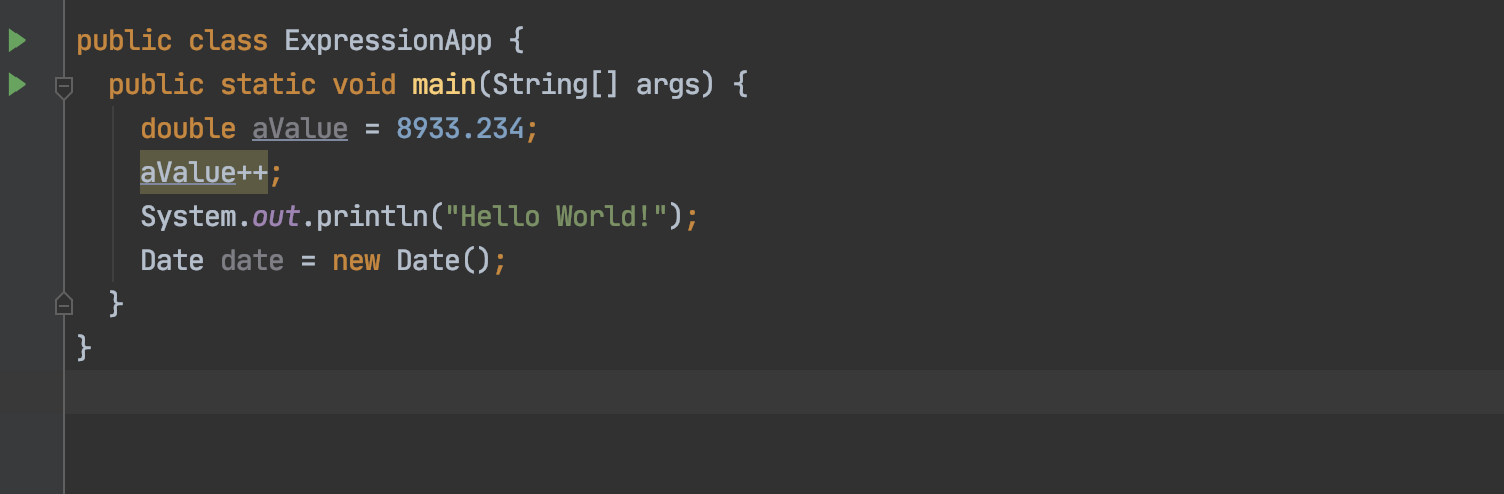 public class ExpressionApp {
  public static void main(String[] args) {
    double aValue = 8933.234;
    aValue++;
    System.out.println("Hello World!");
    Date date = new Date();
  }
}